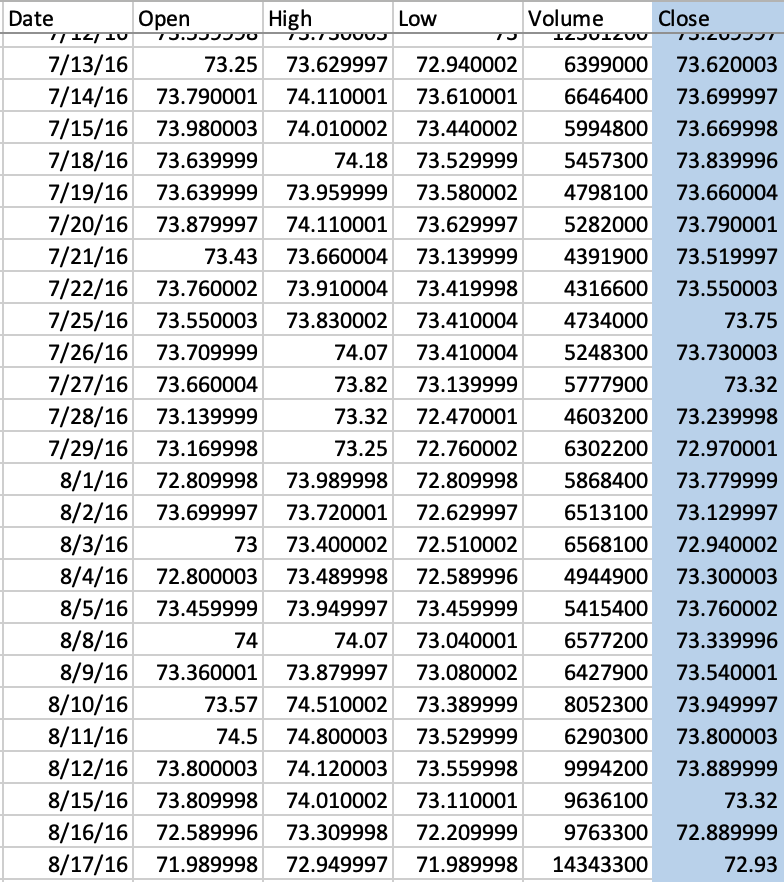 Date Open High Low Volume Close
7/12/16 73.559998 73.730003 73 12561200 73.269997
7/13/16 73.25 73.629997 72.940002 6399000 73.620003
7/14/16 73.790001 74.110001 73.610001 6646400 73.699997
7/15/16 73.980003 74.010002 73.440002 5994800 73.669998
7/18/16 73.639999 74.18 73.529999 5457300 73.839996
7/19/16 73.639999 73.959999 73.580002 4798100 73.660004
7/20/16 73.879997 74.110001 73.629997 5282000 73.790001
7/21/16 73.43 73.660004 73.139999 4391900 73.519997
7/22/16 73.760002 73.910004 73.419998 4316600 73.550003
7/25/16 73.550003 73.830002 73.410004 4734000 73.75
7/26/16 73.709999 74.07 73.410004 5248300 73.730003
7/27/16 73.660004 73.82 73.139999 5777900 73.32
7/28/16 73.139999 73.32 72.470001 4603200 73.239998
7/29/16 73.169998 73.25 72.760002 6302200 72.970001
8/1/16 72.809998 73.989998 72.809998 5868400 73.779999
8/2/16 73.699997 73.720001 72.629997 6513100 73.129997
8/3/16 73 73.400002 72.510002 6568100 72.940002
8/4/16 72.800003 73.489998 72.589996 4944900 73.300003
8/5/16 73.459999 73.949997 73.459999 5415400 73.760002
8/8/16 74 74.07 73.040001 6577200 73.339996
8/9/16 73.360001 73.879997 73.080002 6427900 73.540001
8/10/16 73.57 74.510002 73.389999 8052300 73.949997
8/11/16 74.5 74.800003 73.529999 6290300 73.800003
8/12/16 73.800003 74.120003 73.559998 9994200 73.889999
8/15/16 73.809998 74.010002 73.110001 9636100 73.32
8/16/16 72.589996 73.309998 72.209999 9763300 72.889999
8/17/16 71.989998 72.949997 71.989998 14343300 72.93